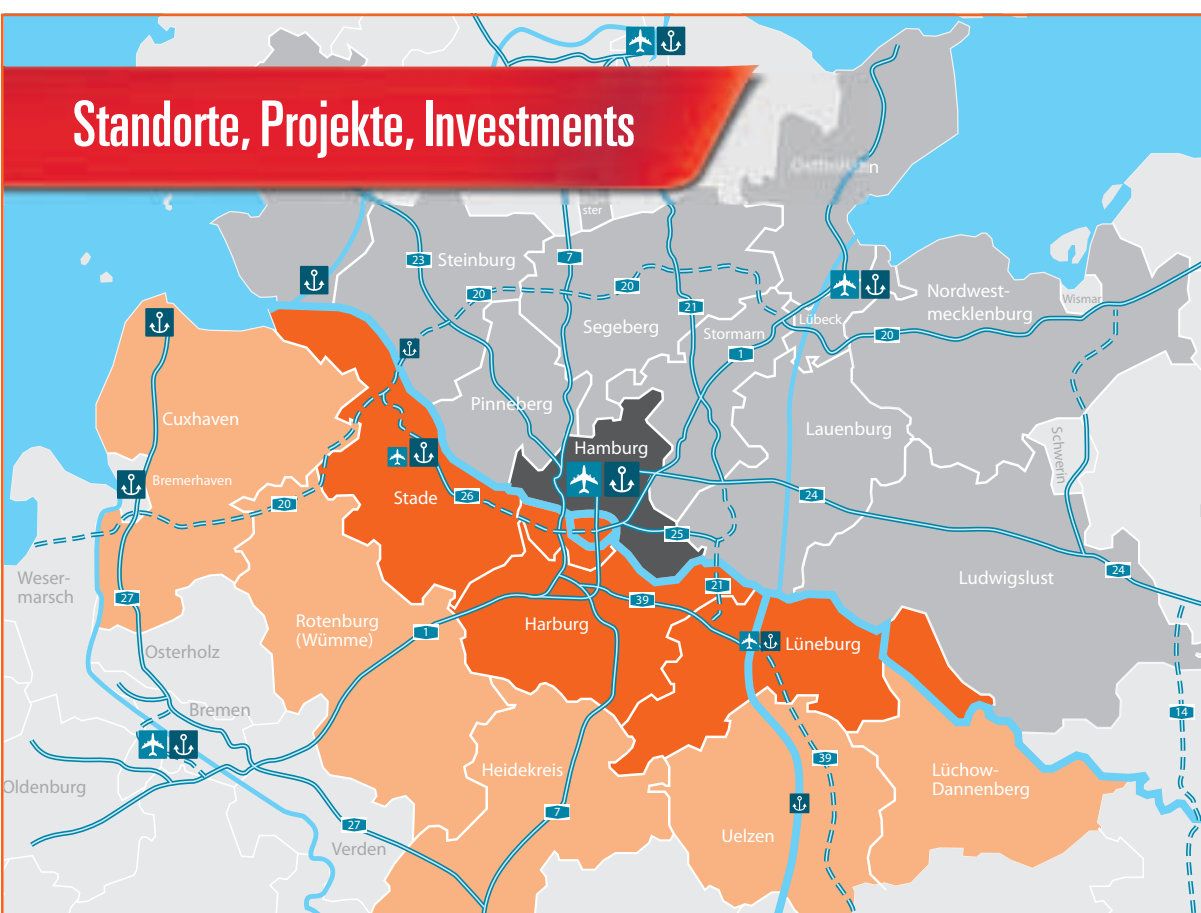 Standorte, Projekte, Investments
ster
23
Steinburg
7
20
20
21
Segeberg
Stormarn
Lübeck
Nordwest-
mecklenburg
Wismar
20
1
Pinneberg
Cuxhaven
Hamburg
Lauenburg
Schwerin
Bremerhaven
Stade
26
20
24
25
Weser-
marsch
27
21
39
Ludwigslust
24
Rotenburg
(Wümme)
1
Harburg
Lüneburg
Osterholz
Bremen
14
39
Heidekreis
Lüchow-
Dannenberg
Oldenburg
7
27
Verden
Uelzen